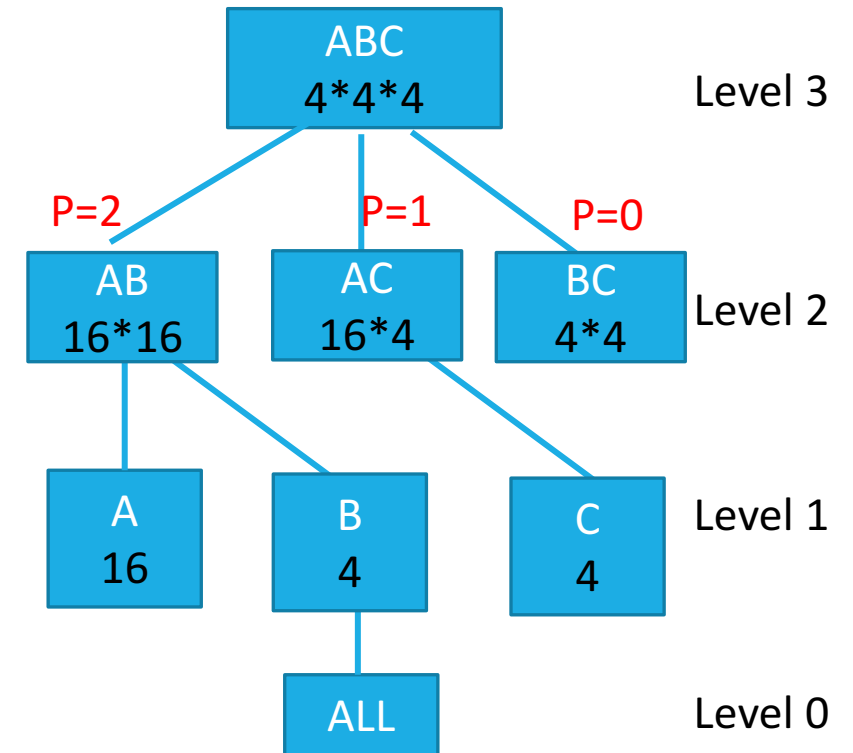 ABC
4*4*4
Level 3
P=2
P=1
P=0
AB
16*16
AC
16*4
BC
4*4
Level 2
A
16
B
4
C
4
Level 1
ALL
Level 0